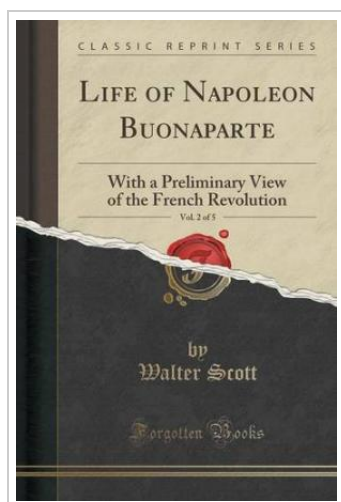 CLASSIC REPRINT SERIES
LIFE OF NAPOLEON
BUONAPARTE
With a Preliminary View
of the French Revolution
Vol. 2 of 5
by
Walter Scott
Forgotten Books